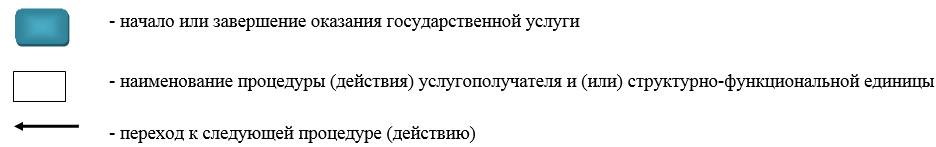 - начало или завершение оказания государственной услуги
- наименование процедуры (действия) услугополучателя и (или) структурно-функциональной единицы
- переход к следующей процедуре (действию)